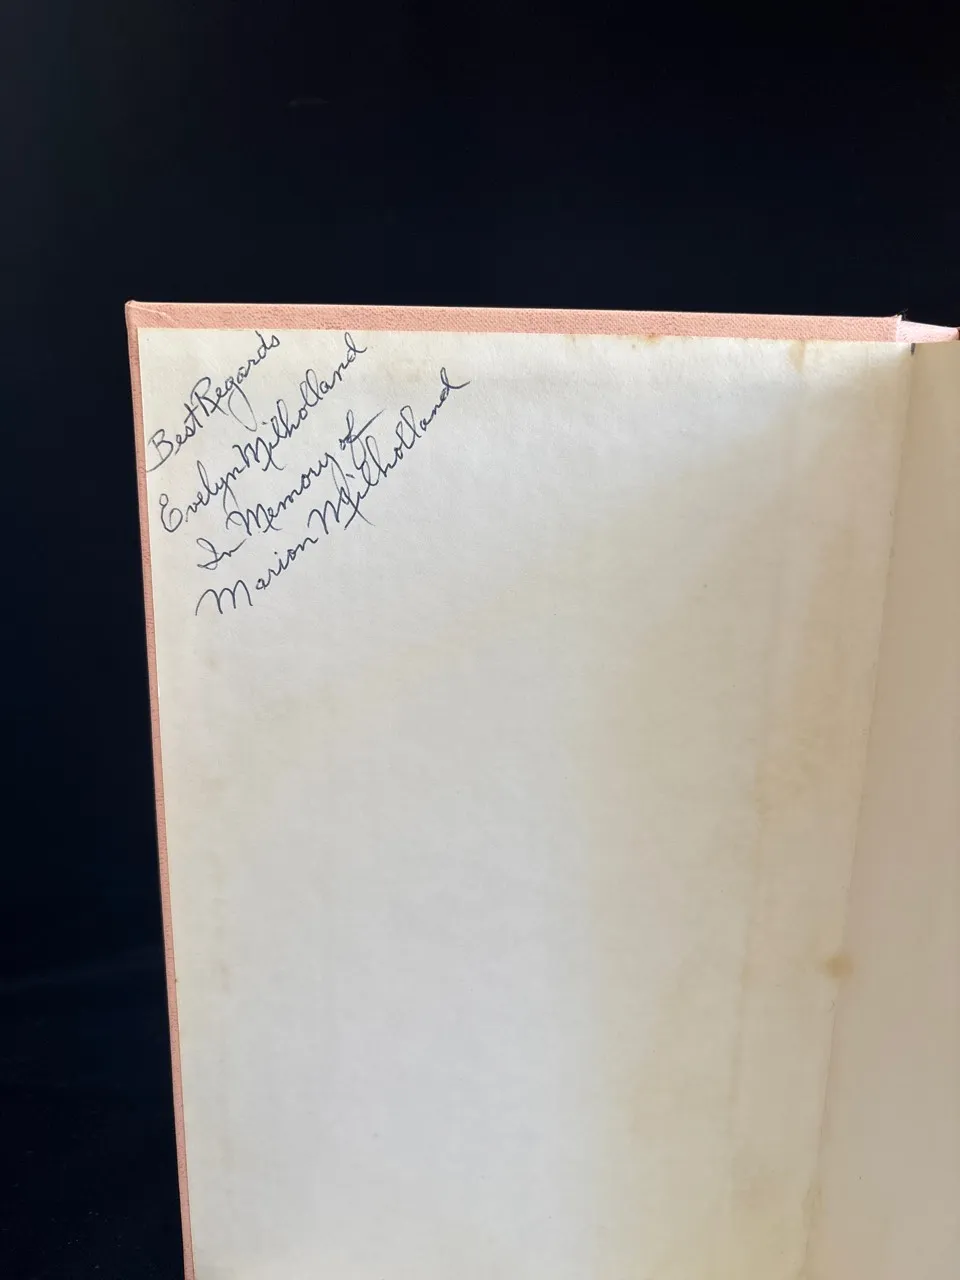 Best Regards
Evelyn Milholland
In Memory of
Marion Milholland